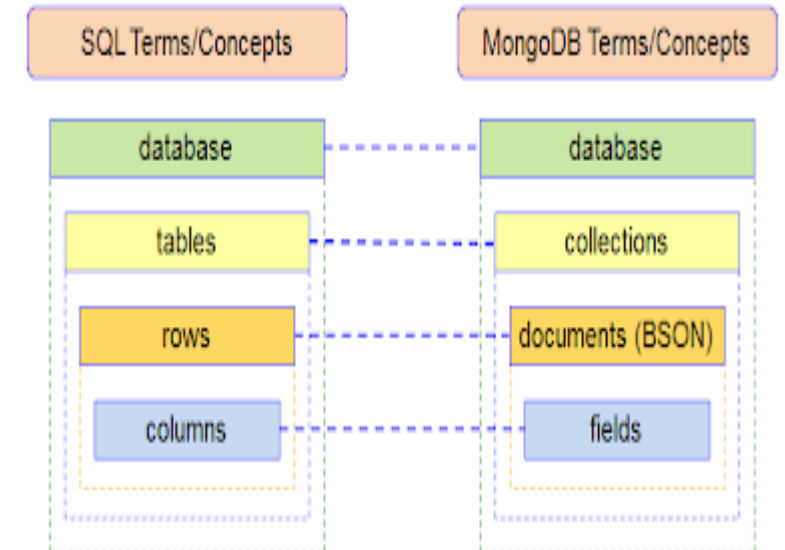 SQL Terms/Concepts
MongoDB Terms/Concepts
database
database
tables
collections
rows
documents (BSON)
columns
fields